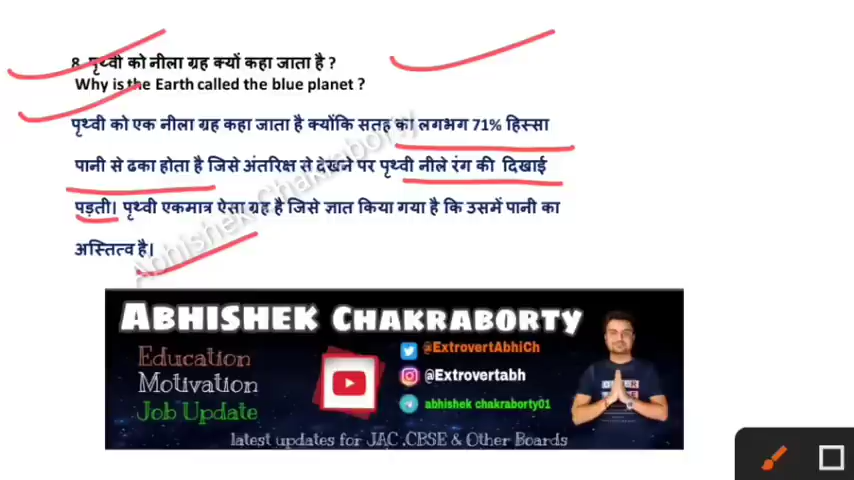 8. पृथ्वी को नीला ग्रह क्यों कहा जाता है ?
Why is the Earth called the blue planet ?
पृथ्वी को एक नीला ग्रह कहा जाता है क्योंकि सतह का लगभग 71% हिस्सा
पानी से ढका होता है जिसे अंतरिक्ष से देखने पर पृथ्वी नीले रंग की दिखाई
पड़ती। पृथ्वी एकमात्र ऐसा ग्रह है जिसे ज्ञात किया गया है कि उसमें पानी का
अस्तित्व है।
Abhishek Chakraborty
ABHISHEK CHAKRABORTY
Education
@ExtrovertAbhiCh
Motivation
@Extrovertabh
Job Update
abhishek chakraborty01
latest updates for JAC ,CBSE & Other Boards